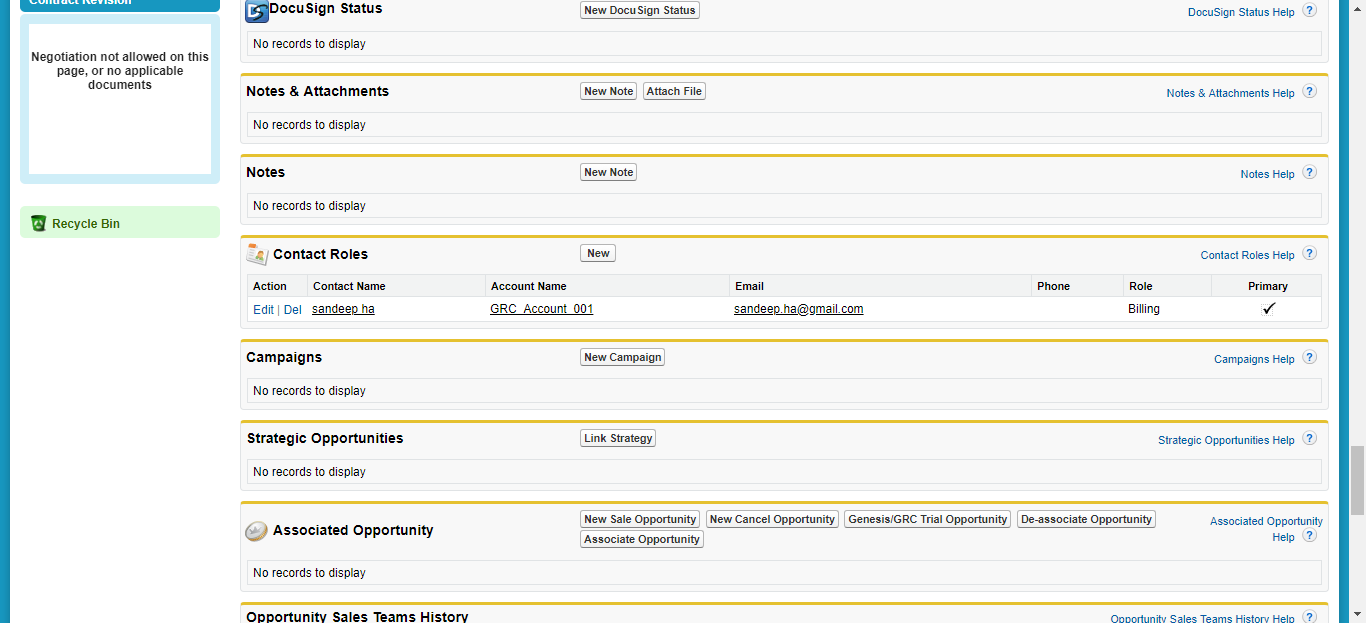 Contract Revision
Negotiation not allowed on this
page, or no applicable
documents
Recycle Bin
DocuSign Status
New DocuSign Status
DocuSign Status Help ?
No records to display
Notes & Attachments
New Note Attach File
Notes & Attachments Help ?
No records to display
Notes
New Note
Notes Help ?
No records to display
Contact Roles
New
Contact Roles Help ?
Action Contact Name Account Name Email Phone Role Primary
Edit | Del sandeep ha GRC_Account_001 sandeep.ha@gmail.com Billing
Campaigns
New Campaign
Campaigns Help ?
No records to display
Strategic Opportunities
Link Strategy
Strategic Opportunities Help ?
No records to display
Associated Opportunity
New Sale Opportunity New Cancel Opportunity Genesis/GRC Trial Opportunity De-associate Opportunity
Associate Opportunity
Associated Opportunity
Help ?
No records to display
Opportunity Sales Teams History
Opportunity Sales Teams History Help ?